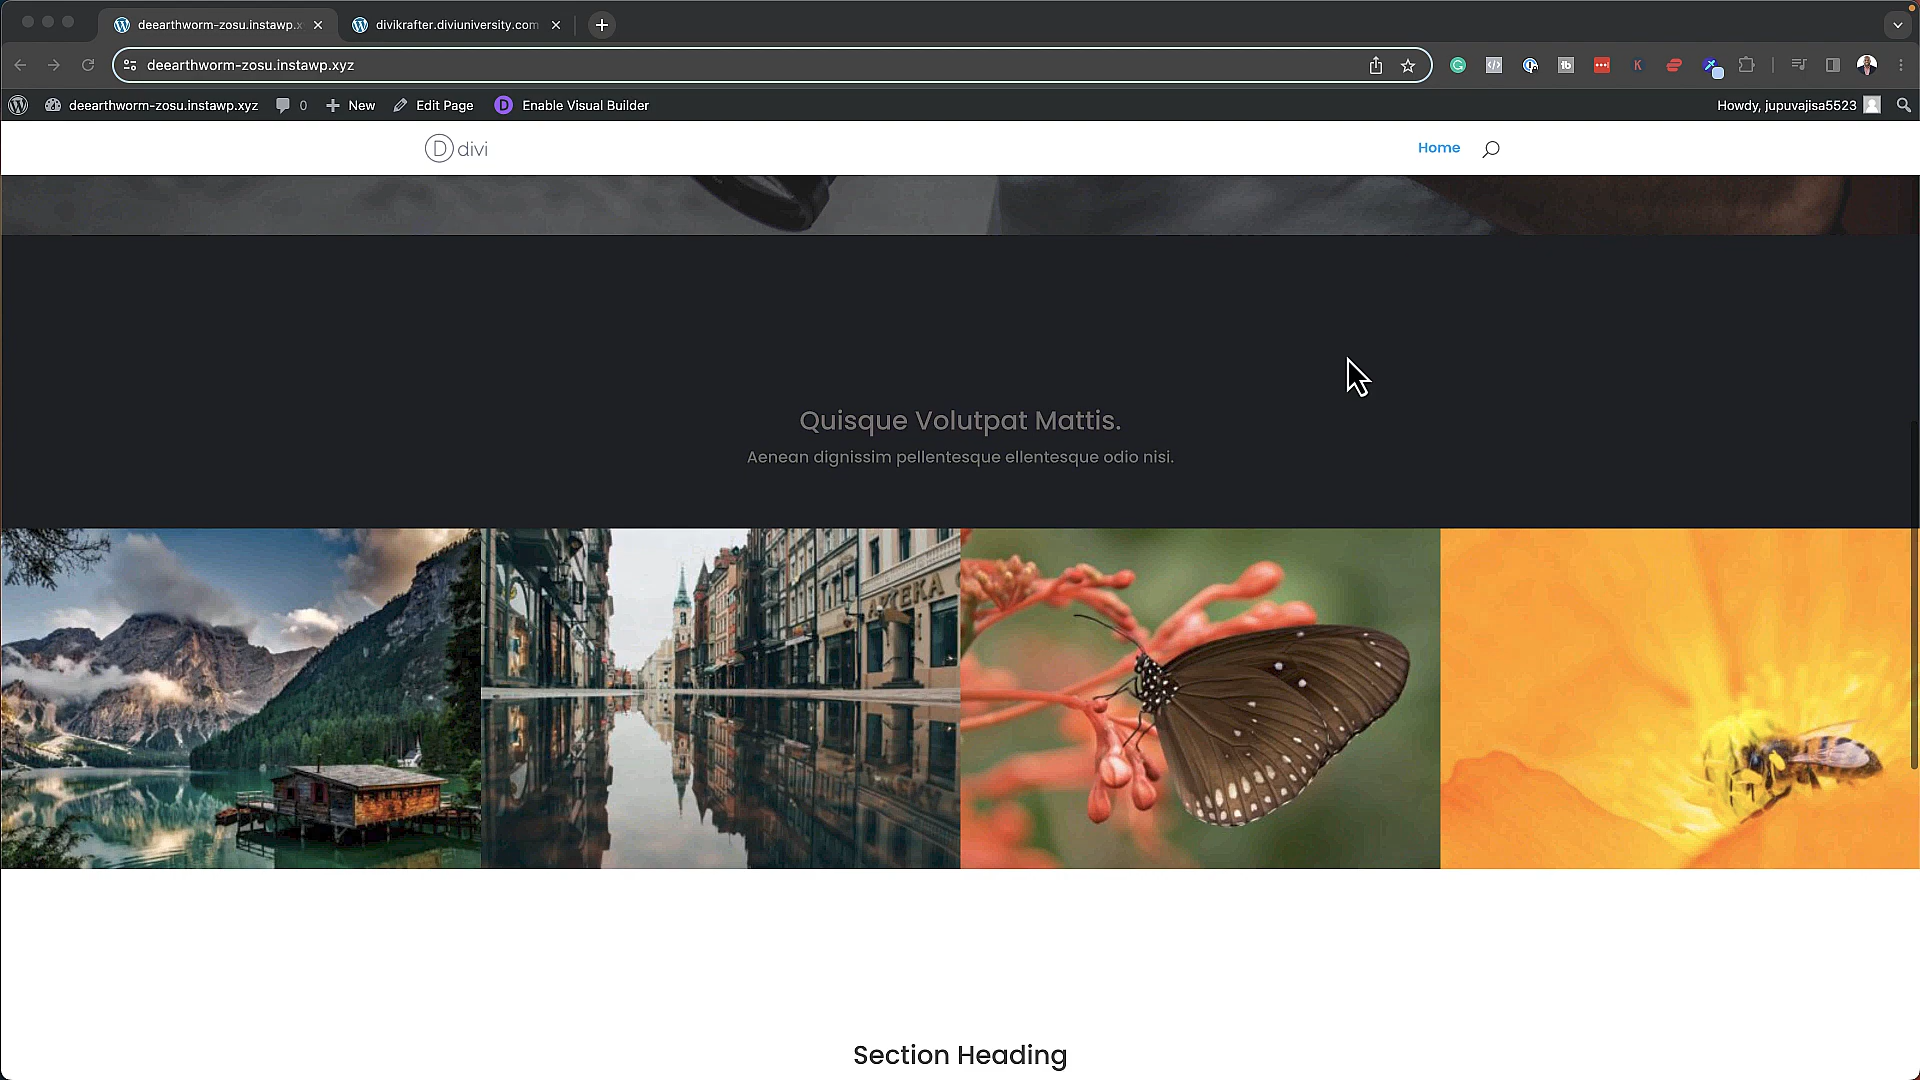 deearthworm-zosu.instawp.x
divikrafter.diviuniversity.com
deearthworm-zosu.instawp.xyz
deearthworm-zosu.instawp.xyz 0 New Edit Page D Enable Visual Builder Howdy, jupuvajisa5523
D divi Home
Quisque Volutpat Mattis.
Aenean dignissim pellentesque ellentesque odio nisi.
Section Heading